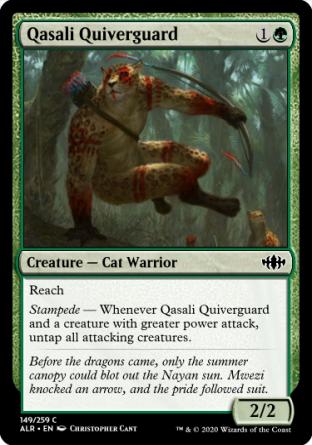 Qasali Quiverguard 1
Creature — Cat Warrior
Reach
Stampede — Whenever Qasali Quiverguard
and a creature with greater power attack,
untap all attacking creatures.
Before the dragons came, only the summer
canopy could blot out the Nayan sun. Mwezi
knocked an arrow, and the pride followed suit.
2/2
149/259 C
ALR • EN Christopher Cant ™ & © 2020 Wizards of the Coast